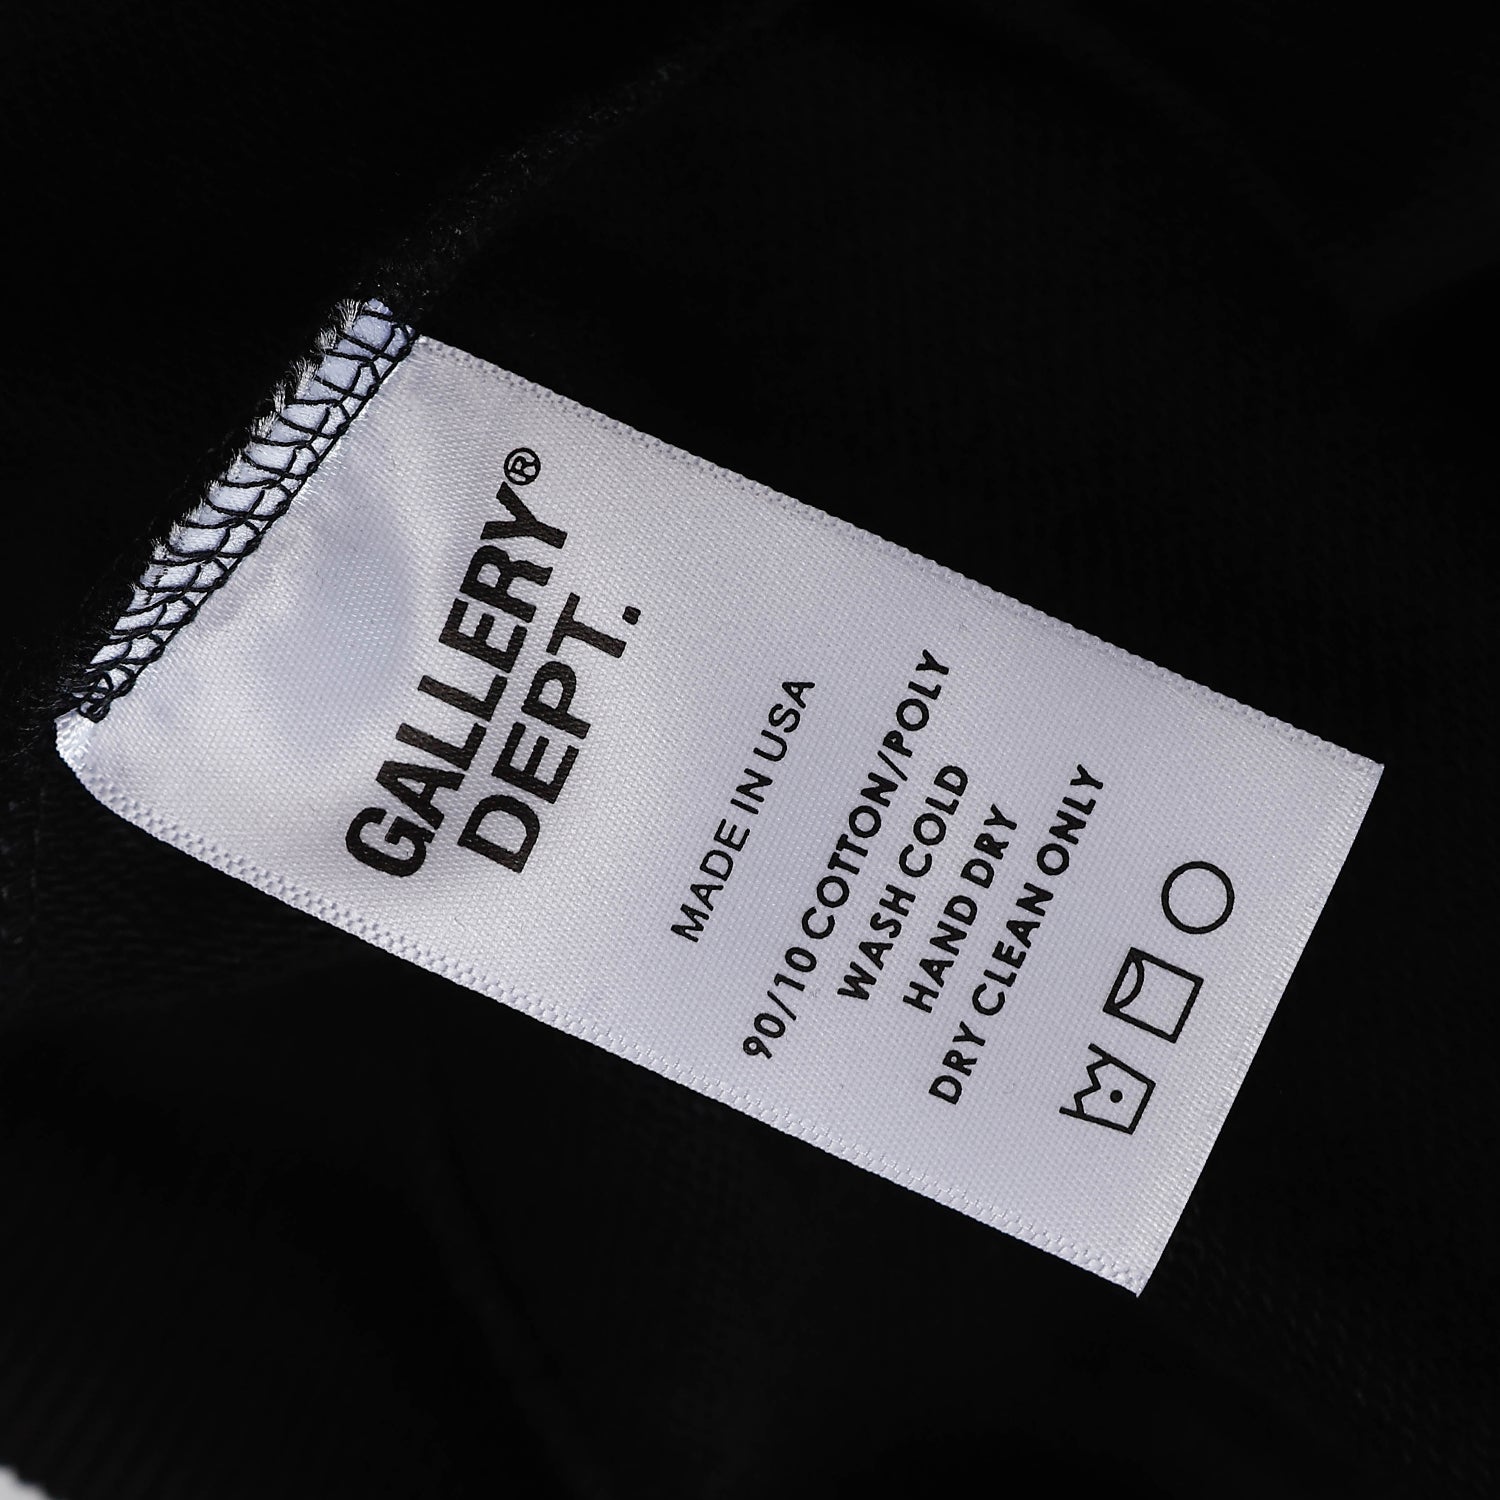 GALLERY®
DEPT.
MADE IN USA
90/10 COTTON/POLY
WASH COLD
HAND DRY
DRY CLEAN ONLY